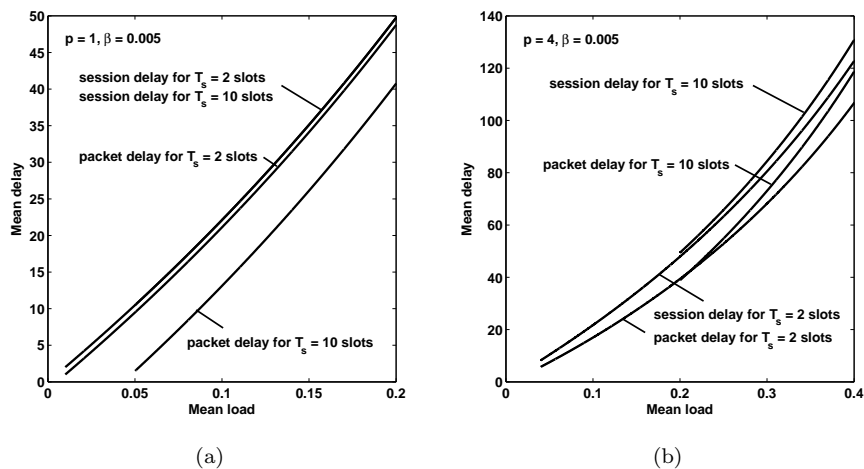 p = 1, β = 0.005
session delay for T_s = 2 slots
session delay for T_s = 10 slots
packet delay for T_s = 2 slots
packet delay for T_s = 10 slots
Mean delay
50
45
40
35
30
25
20
15
10
5
0
0 0.05 0.1 0.15 0.2
Mean load
(a)
p = 4, β = 0.005
session delay for T_s = 10 slots
packet delay for T_s = 10 slots
session delay for T_s = 2 slots
packet delay for T_s = 2 slots
Mean delay
140
120
100
80
60
40
20
0
0 0.1 0.2 0.3 0.4
Mean load
(b)